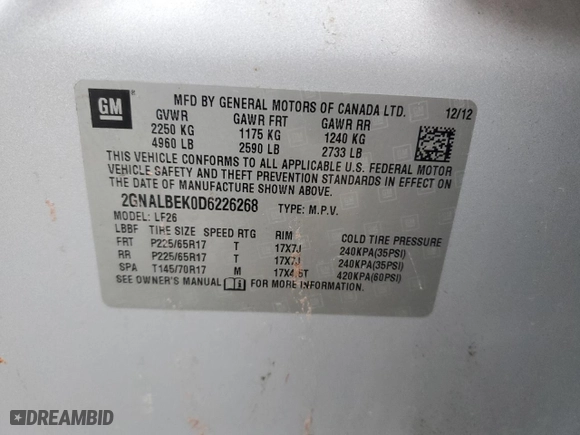 GM
MFD BY GENERAL MOTORS OF CANADA LTD. 12/12
GVWR GAWR FRT GAWR RR
2250 KG 1175 KG 1240 KG
4960 LB 2590 LB 2733 LB
THIS VEHICLE CONFORMS TO ALL APPLICABLE U.S. FEDERAL MOTOR
VEHICLE SAFETY AND THEFT PREVENTION STANDARDS IN EFFECT ON
THE DATE OF MANUFACTURE SHOWN ABOVE.
2GNALBEK0D6226268 TYPE: M.P.V.
MODEL: LF26
LBBF TIRE SIZE SPEED RTG RIM COLD TIRE PRESSURE
FRT P225/65R17 T 17X7J 240KPA(35PSI)
RR P225/65R17 T 17X7J 240KPA(35PSI)
SPA T145/70R17 M 17X4.5T 420KPA(60PSI)
SEE OWNER'S MANUAL FOR MORE INFORMATION.
DREAMBID